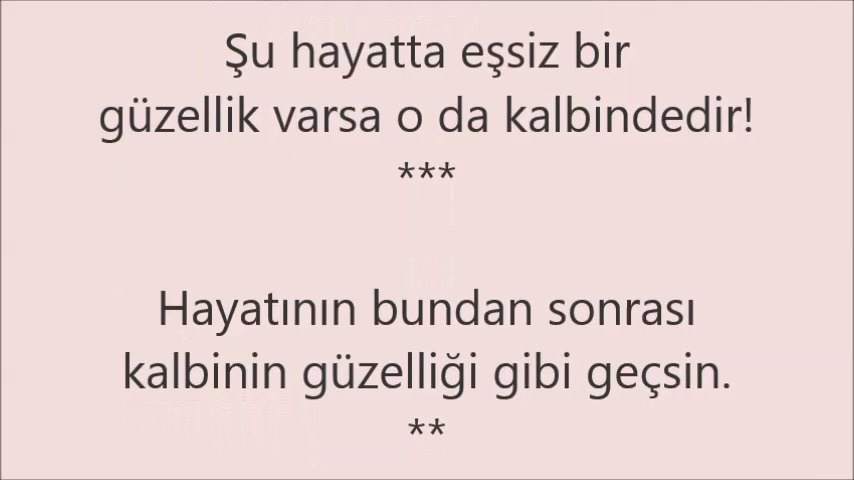 Şu hayatta eşsiz bir
güzellik varsa o da kalbindedir!
***
Hayatının bundan sonrası
kalbinin güzelliği gibi geçsin.
**